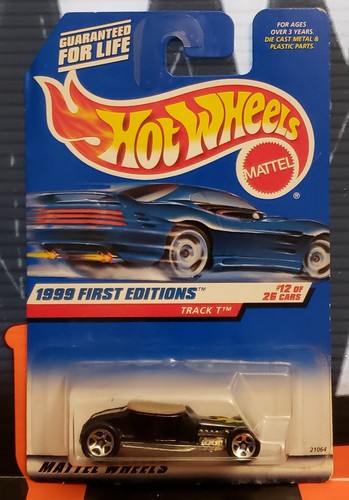 GUARANTEED
FOR LIFE
FOR AGES
OVER 3 YEARS.
DIE CAST METAL &
PLASTIC PARTS.
HOT WHEELS
MATTEL
®
1999 FIRST EDITIONS™
#12 OF
26 CARS
TRACK T™
21064
MATTEL WHEELS